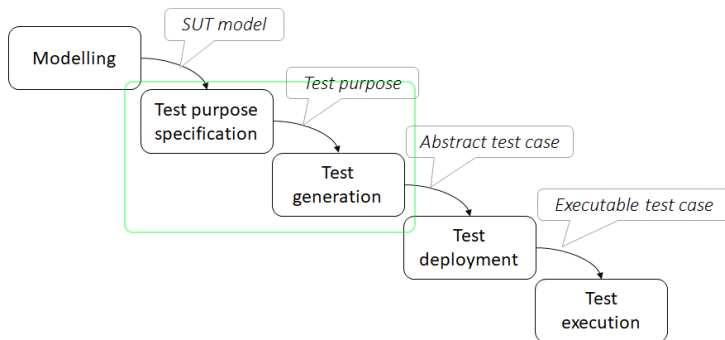 SUT model
Modelling
Test purpose
Test purpose
specification
Abstract test case
Test
generation
Executable test case
Test
deployment
Test
execution